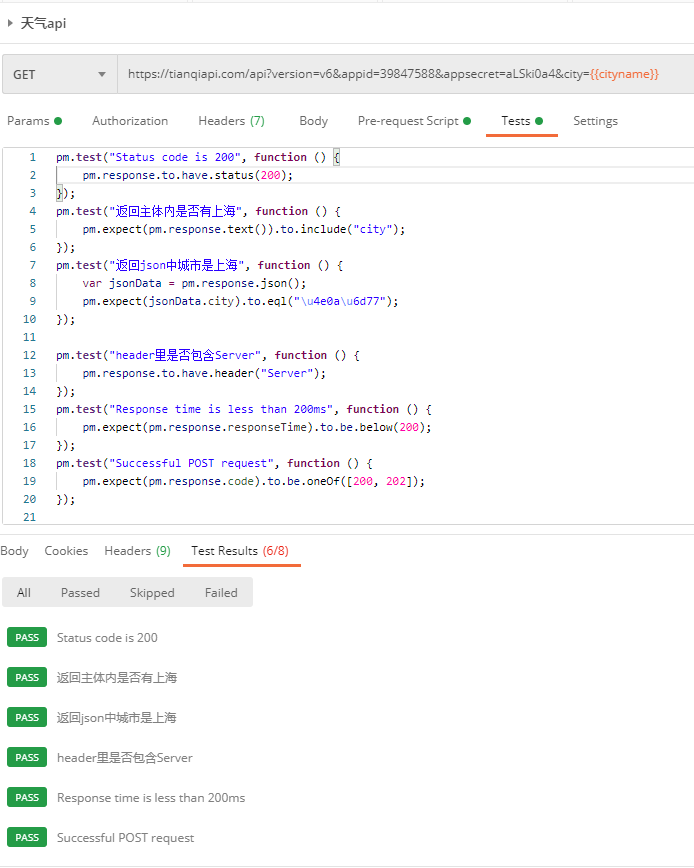 天气api
GET https://tianqiapi.com/api?version=v6&appid=39847588&appsecret=aLSki0a4&city={{cityname}}
Params Authorization Headers (7) Body Pre-request Script Tests Settings
1 pm.test("Status code is 200", function () {
2 pm.response.to.have.status(200);
3 });
4 pm.test("返回主体内是否有上海", function () {
5 pm.expect(pm.response.text()).to.include("city");
6 });
7 pm.test("返回json中城市是上海", function () {
8 var jsonData = pm.response.json();
9 pm.expect(jsonData.city).to.eql("\u4e0a\u6d77");
10 });
11
12 pm.test("header里是否包含Server", function () {
13 pm.response.to.have.header("Server");
14 });
15 pm.test("Response time is less than 200ms", function () {
16 pm.expect(pm.response.responseTime).to.be.below(200);
17 });
18 pm.test("Successful POST request", function () {
19 pm.expect(pm.response.code).to.be.oneOf([200, 202]);
20 });
21
Body Cookies Headers (9) Test Results (6/8)
All Passed Skipped Failed
PASS Status code is 200
PASS 返回主体内是否有上海
PASS 返回json中城市是上海
PASS header里是否包含Server
PASS Response time is less than 200ms
PASS Successful POST request